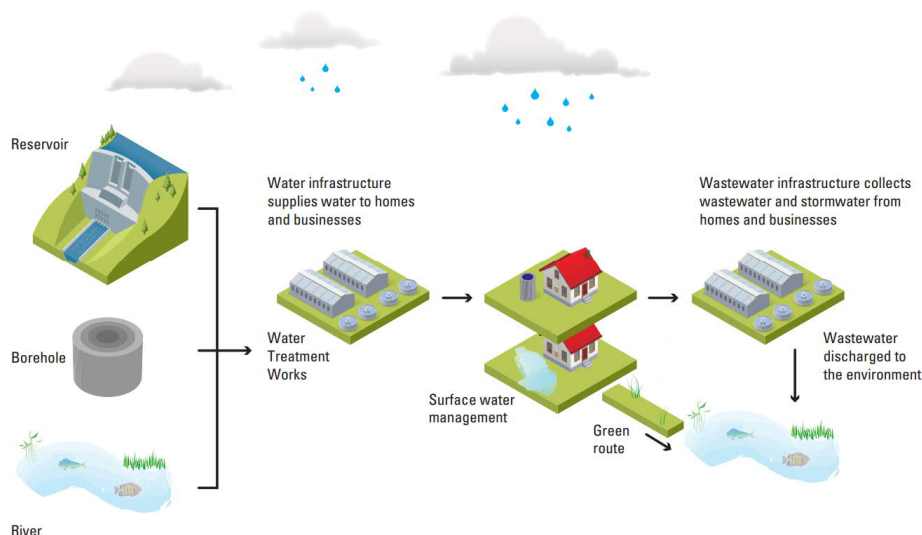 Reservoir
Water infrastructure
supplies water to homes
and businesses
Wastewater infrastructure collects
wastewater and stormwater from
homes and businesses
Borehole
Water
Treatment
Works
Surface water
management
Green
route
Wastewater
discharged to
the environment
River